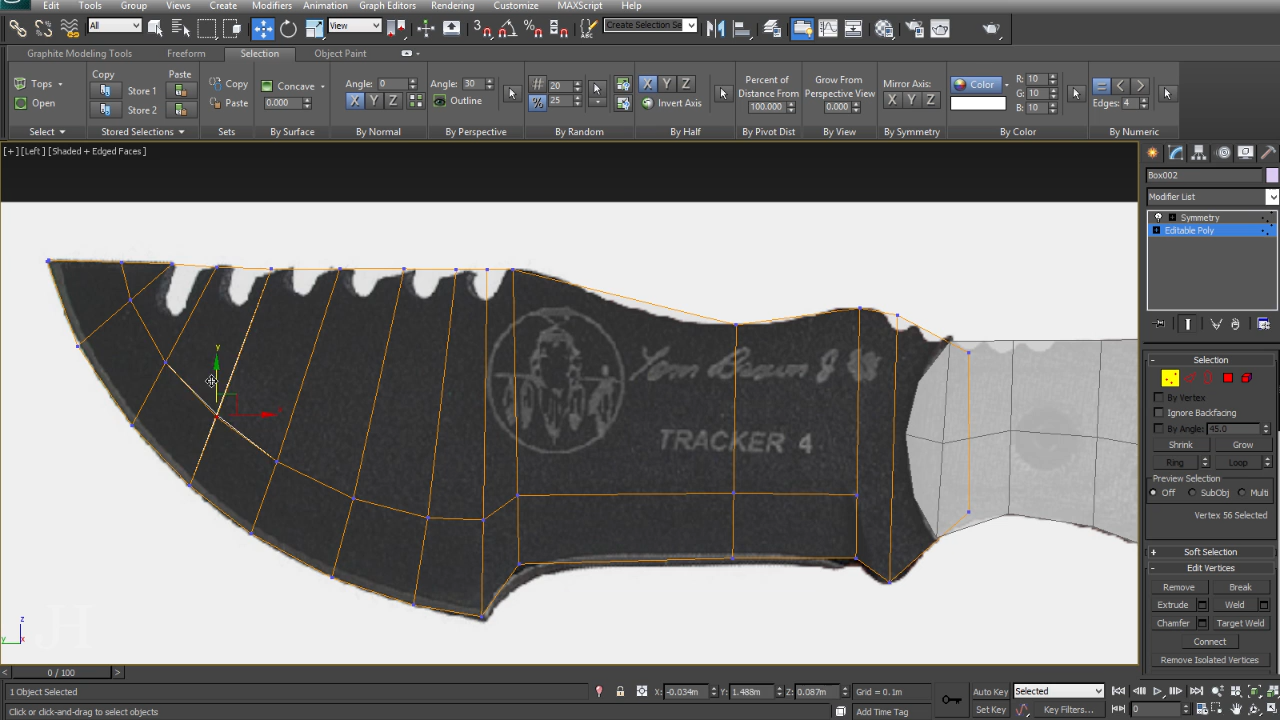 Edit Tools Group Views Create Modifiers Animation Graph Editors Rendering Customize MAXScript Help
All View 3 Create Selection Se
Graphite Modeling Tools Freeform Selection Object Paint
Tops Open Select
Copy Paste Store 1 Store 2 Stored Selections
Copy Paste Sets
Concave 0.000 By Surface
Angle: 0 X Y Z By Normal
Angle: 30 Outline By Perspective
# 20 % 25 By Random
X Y Z Invert Axis By Half
Percent of Distance From 100.000 By Pivot Dist
Grow From Perspective View 0.000 By View
Mirror Axis: X Y Z By Symmetry
Color R: 10 G: 10 B: 10 By Color
Edges: 4 By Numeric
[+] [Left] [Shaded + Edged Faces]
Box002
Modifier List
Symmetry
Editable Poly
Selection
By Vertex
Ignore Backfacing
By Angle: 45.0
Shrink Grow
Ring Loop
Preview Selection
Off SubObj Multi
Vertex 56 Selected
Soft Selection
Edit Vertices
Remove Break
Extrude Weld
Chamfer Target Weld
Connect
Remove Isolated Vertices
y
Tom Brown
TRACKER 4
JH
z
y x
0 / 100
1 Object Selected X: -0.034m Y: 1.488m Z: 0.087m Grid = 0.1m Auto Key Selected
Click or click-and-drag to select objects Add Time Tag Set Key Key Filters... 0